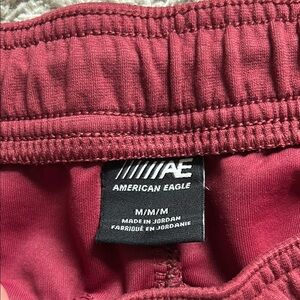 AE
AMERICAN EAGLE
M/M/M
MADE IN JORDAN
FABRIQUÉ EN JORDANIE